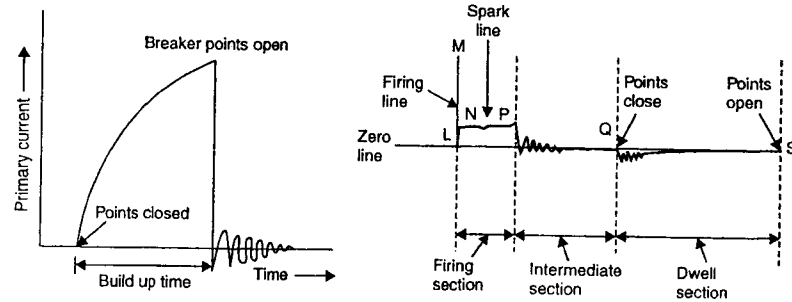 Breaker points open
Primary current
Points closed
Build up time
Time
M
Spark
line
Firing
line
N
P
L
Zero
line
Q
Points
close
Points
open
S
Firing
section
Intermediate
section
Dwell
section